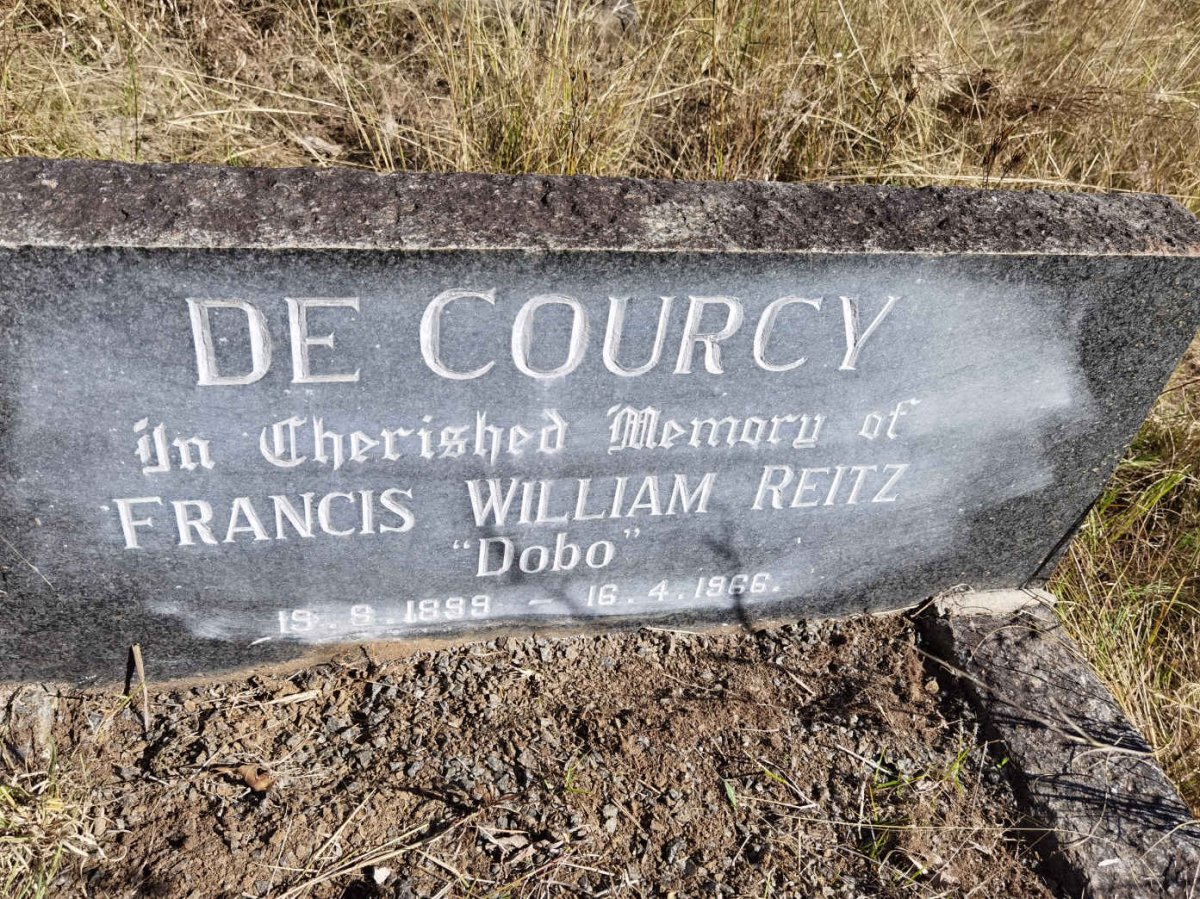 DE COURCY
In Cherished Memory of
FRANCIS WILLIAM REITZ
"Dobo"
19. 8. 1899 – 16. 4. 1966.